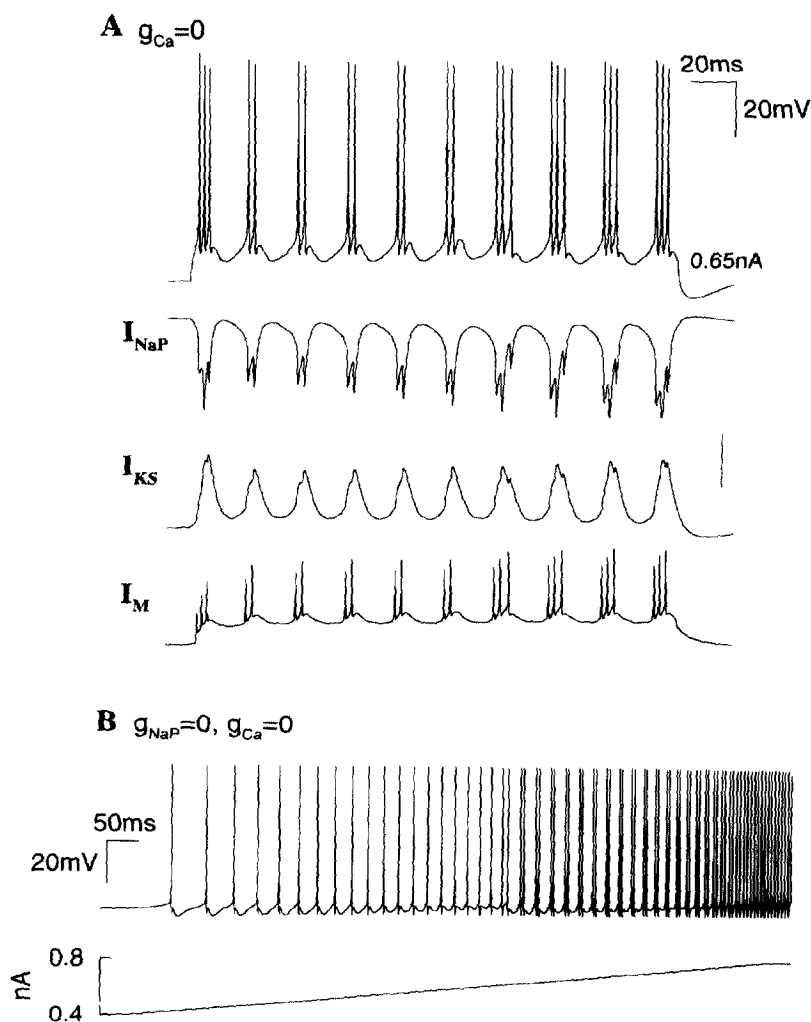 A g_Ca=0
20ms
20mV
0.65nA
I_NaP
I_KS
I_M
B g_NaP=0, g_Ca=0
50ms
20mV
0.8
nA
0.4